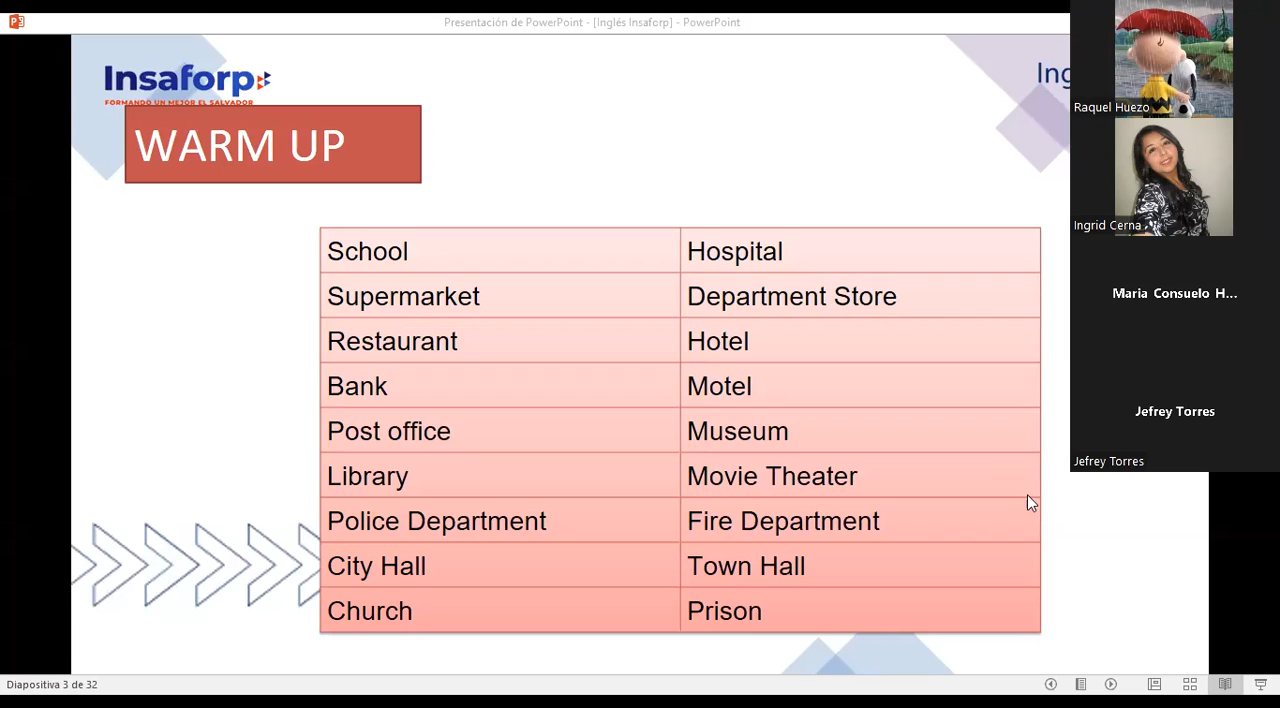 Presentación de PowerPoint - [Inglés Insaforp] - PowerPoint
Insaforp
FORMANDO UN MEJOR EL SALVADOR
Ing
WARM UP
School Hospital
Supermarket Department Store
Restaurant Hotel
Bank Motel
Post office Museum
Library Movie Theater
Police Department Fire Department
City Hall Town Hall
Church Prison
Raquel Huezo
Ingrid Cerna
Maria Consuelo H...
Jefrey Torres
Jefrey Torres
Diapositiva 3 de 32